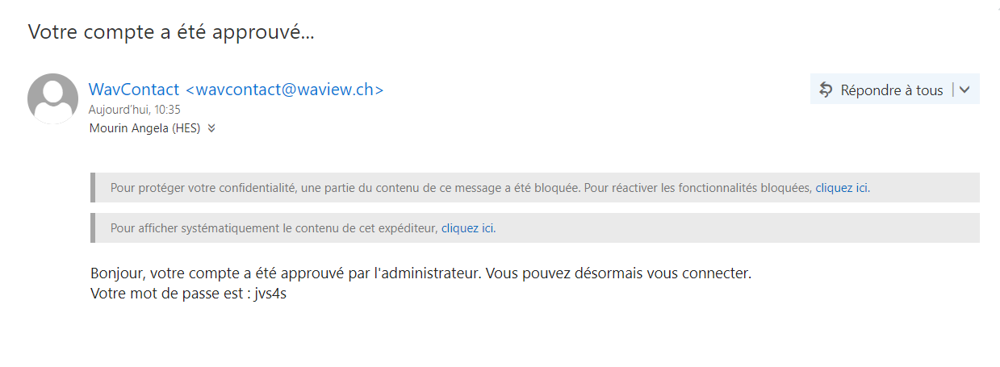 Votre compte a été approuvé...
WavContact <wavcontact@waview.ch>
Aujourd'hui, 10:35
Mourin Angela (HES)
Répondre à tous
Pour protéger votre confidentialité, une partie du contenu de ce message a été bloquée. Pour réactiver les fonctionnalités bloquées, cliquez ici.
Pour afficher systématiquement le contenu de cet expéditeur, cliquez ici.
Bonjour, votre compte a été approuvé par l'administrateur. Vous pouvez désormais vous connecter.
Votre mot de passe est : jvs4s